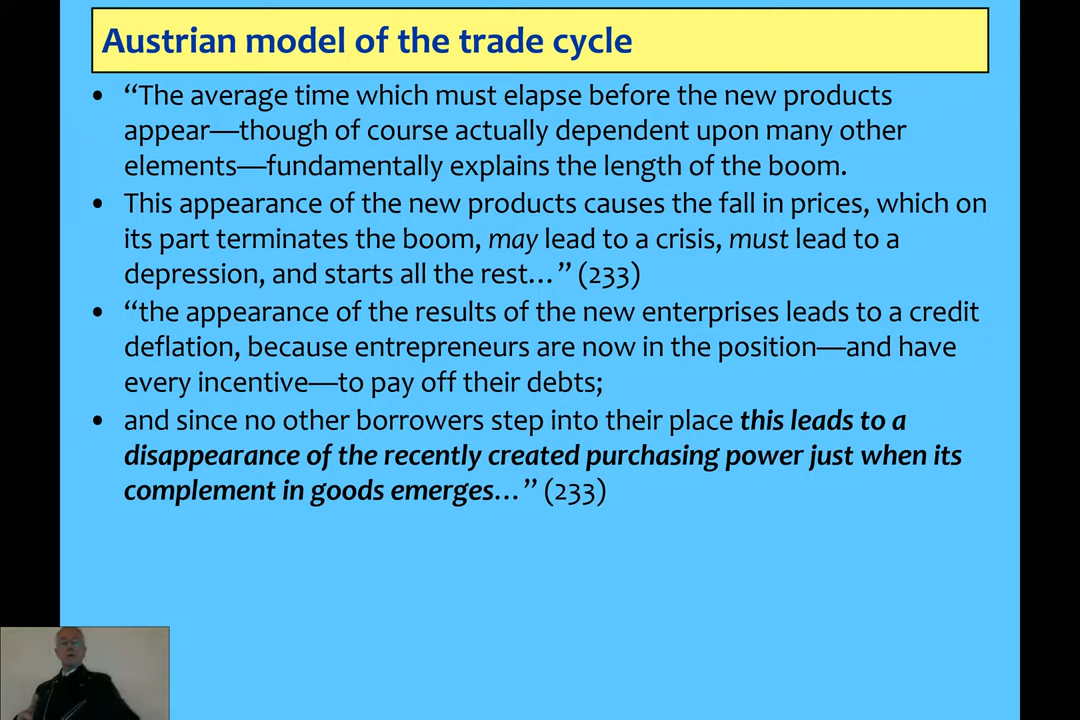 Austrian model of the trade cycle
• “The average time which must elapse before the new products
appear—though of course actually dependent upon many other
elements—fundamentally explains the length of the boom.
• This appearance of the new products causes the fall in prices, which on
its part terminates the boom, may lead to a crisis, must lead to a
depression, and starts all the rest…” (233)
• “the appearance of the results of the new enterprises leads to a credit
deflation, because entrepreneurs are now in the position—and have
every incentive—to pay off their debts;
• and since no other borrowers step into their place this leads to a
disappearance of the recently created purchasing power just when its
complement in goods emerges…” (233)